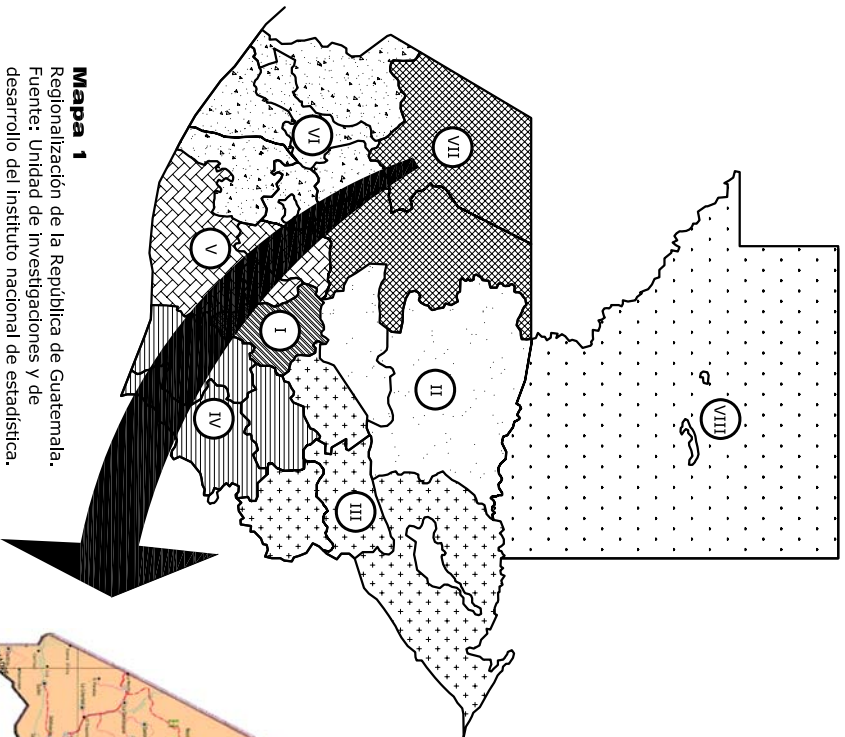 Mapa 1
Regionalización de la República de Guatemala.
Fuente: Unidad de investigaciones y de
desarrollo del instituto nacional de estadística.
VIII
VII
II
III
VI
I
IV
V